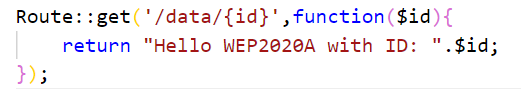 Route::get('/data/{id}',function($id){
    return "Hello WEP2020A with ID: ".$id;
});